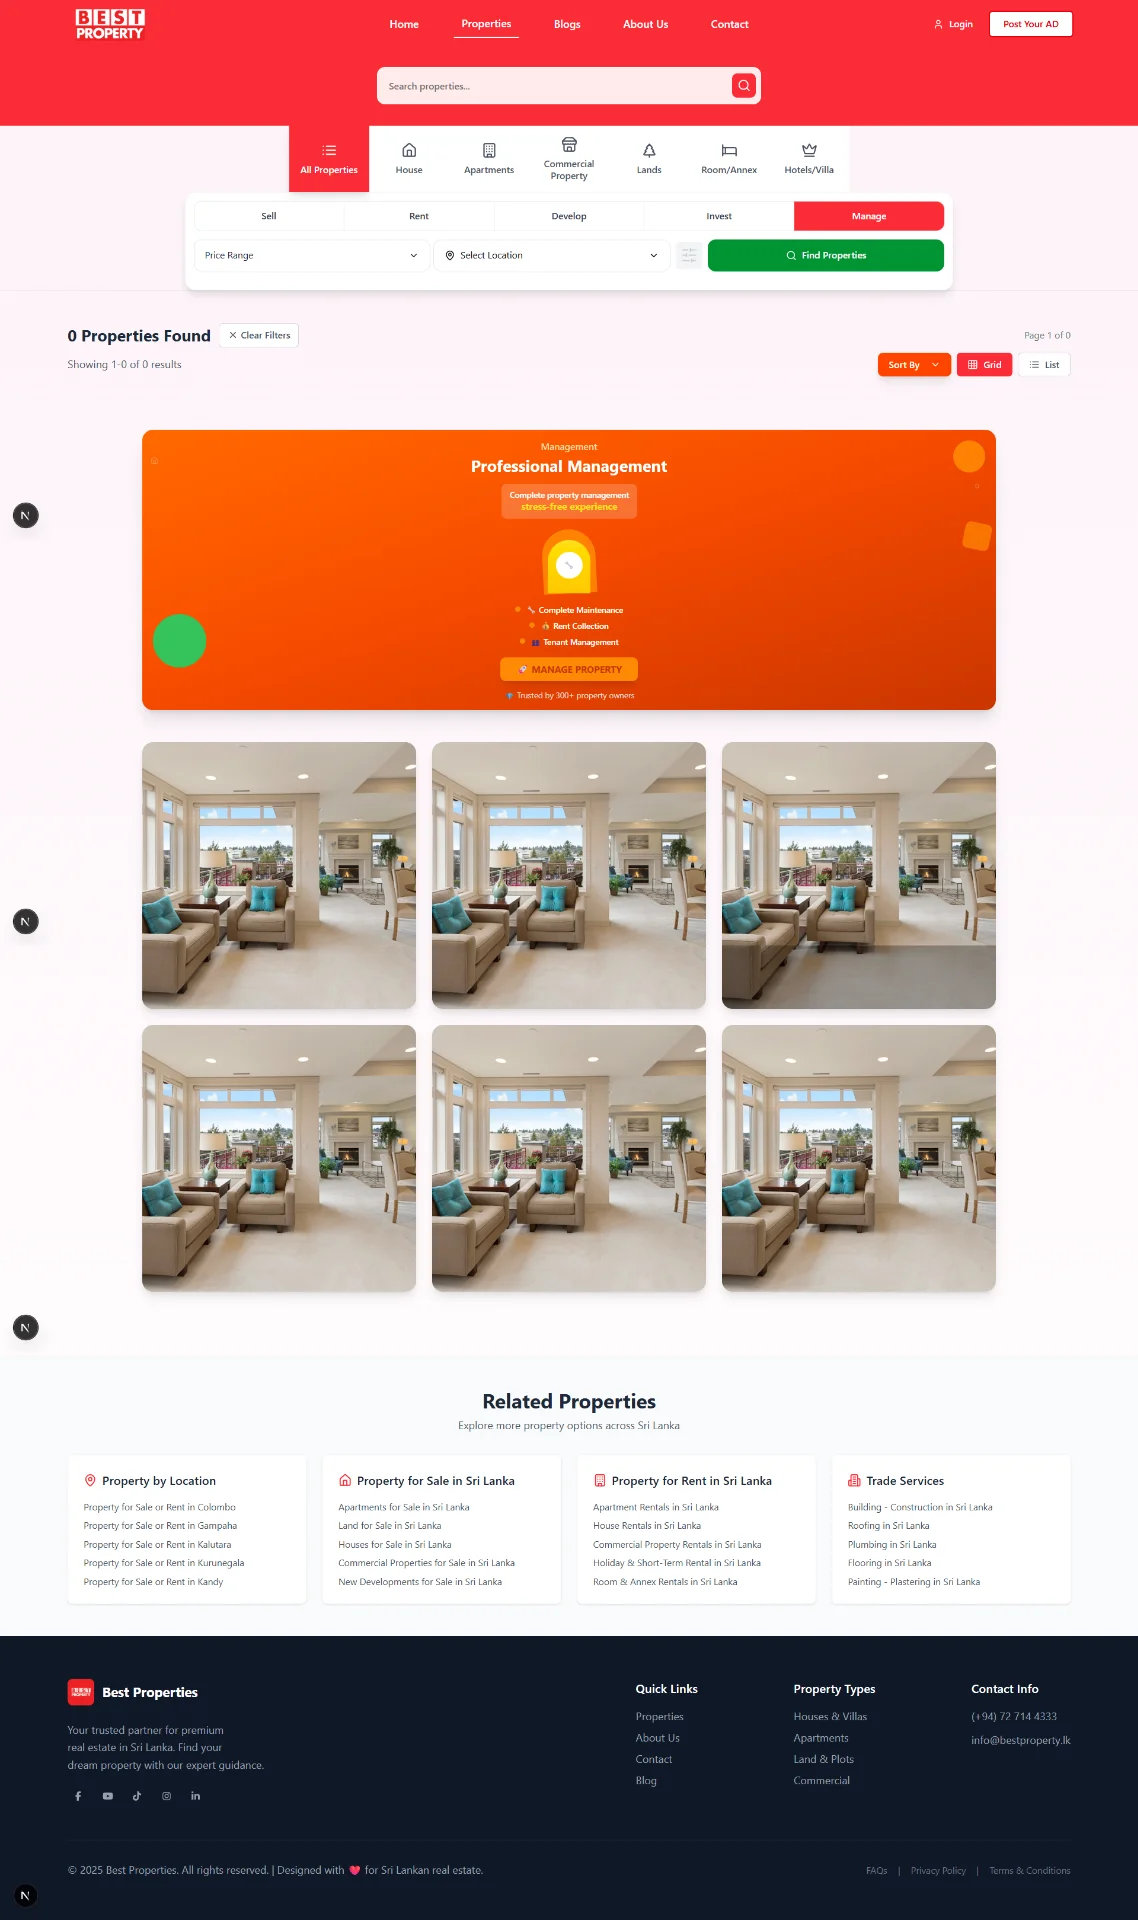 BEST
PROPERTY
Home
Properties
Blogs
About Us
Contact
Login
Post Your AD
Search properties...
All Properties
House
Apartments
Commercial
Property
Lands
Room/Annex
Hotels/Villa
Sell
Rent
Develop
Invest
Manage
Price Range
Select Location
Find Properties
0 Properties Found
Clear Filters
Page 1 of 0
Showing 1-0 of 0 results
Sort By
Grid
List
Management
Professional Management
Complete property management
stress-free experience
Complete Maintenance
Rent Collection
Tenant Management
MANAGE PROPERTY
Trusted by 300+ property owners
N
N
N
Related Properties
Explore more property options across Sri Lanka
Property by Location
Property for Sale or Rent in Colombo
Property for Sale or Rent in Gampaha
Property for Sale or Rent in Kalutara
Property for Sale or Rent in Kurunegala
Property for Sale or Rent in Kandy
Property for Sale in Sri Lanka
Apartments for Sale in Sri Lanka
Land for Sale in Sri Lanka
Houses for Sale in Sri Lanka
Commercial Properties for Sale in Sri Lanka
New Developments for Sale in Sri Lanka
Property for Rent in Sri Lanka
Apartment Rentals in Sri Lanka
House Rentals in Sri Lanka
Commercial Property Rentals in Sri Lanka
Holiday & Short-Term Rental in Sri Lanka
Room & Annex Rentals in Sri Lanka
Trade Services
Building - Construction in Sri Lanka
Roofing in Sri Lanka
Plumbing in Sri Lanka
Flooring in Sri Lanka
Painting - Plastering in Sri Lanka
Best Properties
Your trusted partner for premium
real estate in Sri Lanka. Find your
dream property with our expert guidance.
Quick Links
Properties
About Us
Contact
Blog
Property Types
Houses & Villas
Apartments
Land & Plots
Commercial
Contact Info
(+94) 72 714 4333
info@bestproperty.lk
© 2025 Best Properties. All rights reserved. | Designed with ❤️ for Sri Lankan real estate.
FAQs | Privacy Policy | Terms & Conditions
N